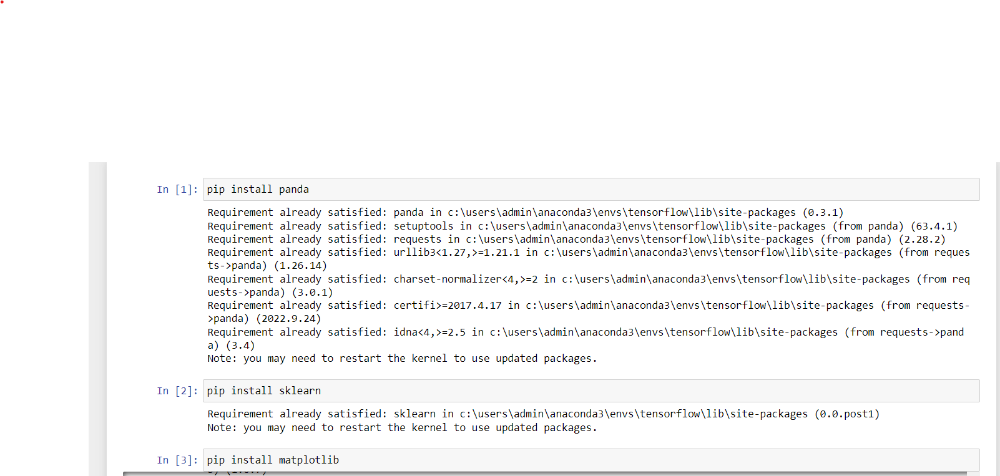 In [1]: pip install panda
Requirement already satisfied: panda in c:\users\admin\anaconda3\envs\tensorflow\lib\site-packages (0.3.1)
Requirement already satisfied: setuptools in c:\users\admin\anaconda3\envs\tensorflow\lib\site-packages (from panda) (63.4.1)
Requirement already satisfied: requests in c:\users\admin\anaconda3\envs\tensorflow\lib\site-packages (from panda) (2.28.2)
Requirement already satisfied: urllib3<1.27,>=1.21.1 in c:\users\admin\anaconda3\envs\tensorflow\lib\site-packages (from reques
ts->panda) (1.26.14)
Requirement already satisfied: charset-normalizer<4,>=2 in c:\users\admin\anaconda3\envs\tensorflow\lib\site-packages (from req
uests->panda) (3.0.1)
Requirement already satisfied: certifi>=2017.4.17 in c:\users\admin\anaconda3\envs\tensorflow\lib\site-packages (from requests-
>panda) (2022.9.24)
Requirement already satisfied: idna<4,>=2.5 in c:\users\admin\anaconda3\envs\tensorflow\lib\site-packages (from requests->pand
a) (3.4)
Note: you may need to restart the kernel to use updated packages.
In [2]: pip install sklearn
Requirement already satisfied: sklearn in c:\users\admin\anaconda3\envs\tensorflow\lib\site-packages (0.0.post1)
Note: you may need to restart the kernel to use updated packages.
In [3]: pip install matplotlib